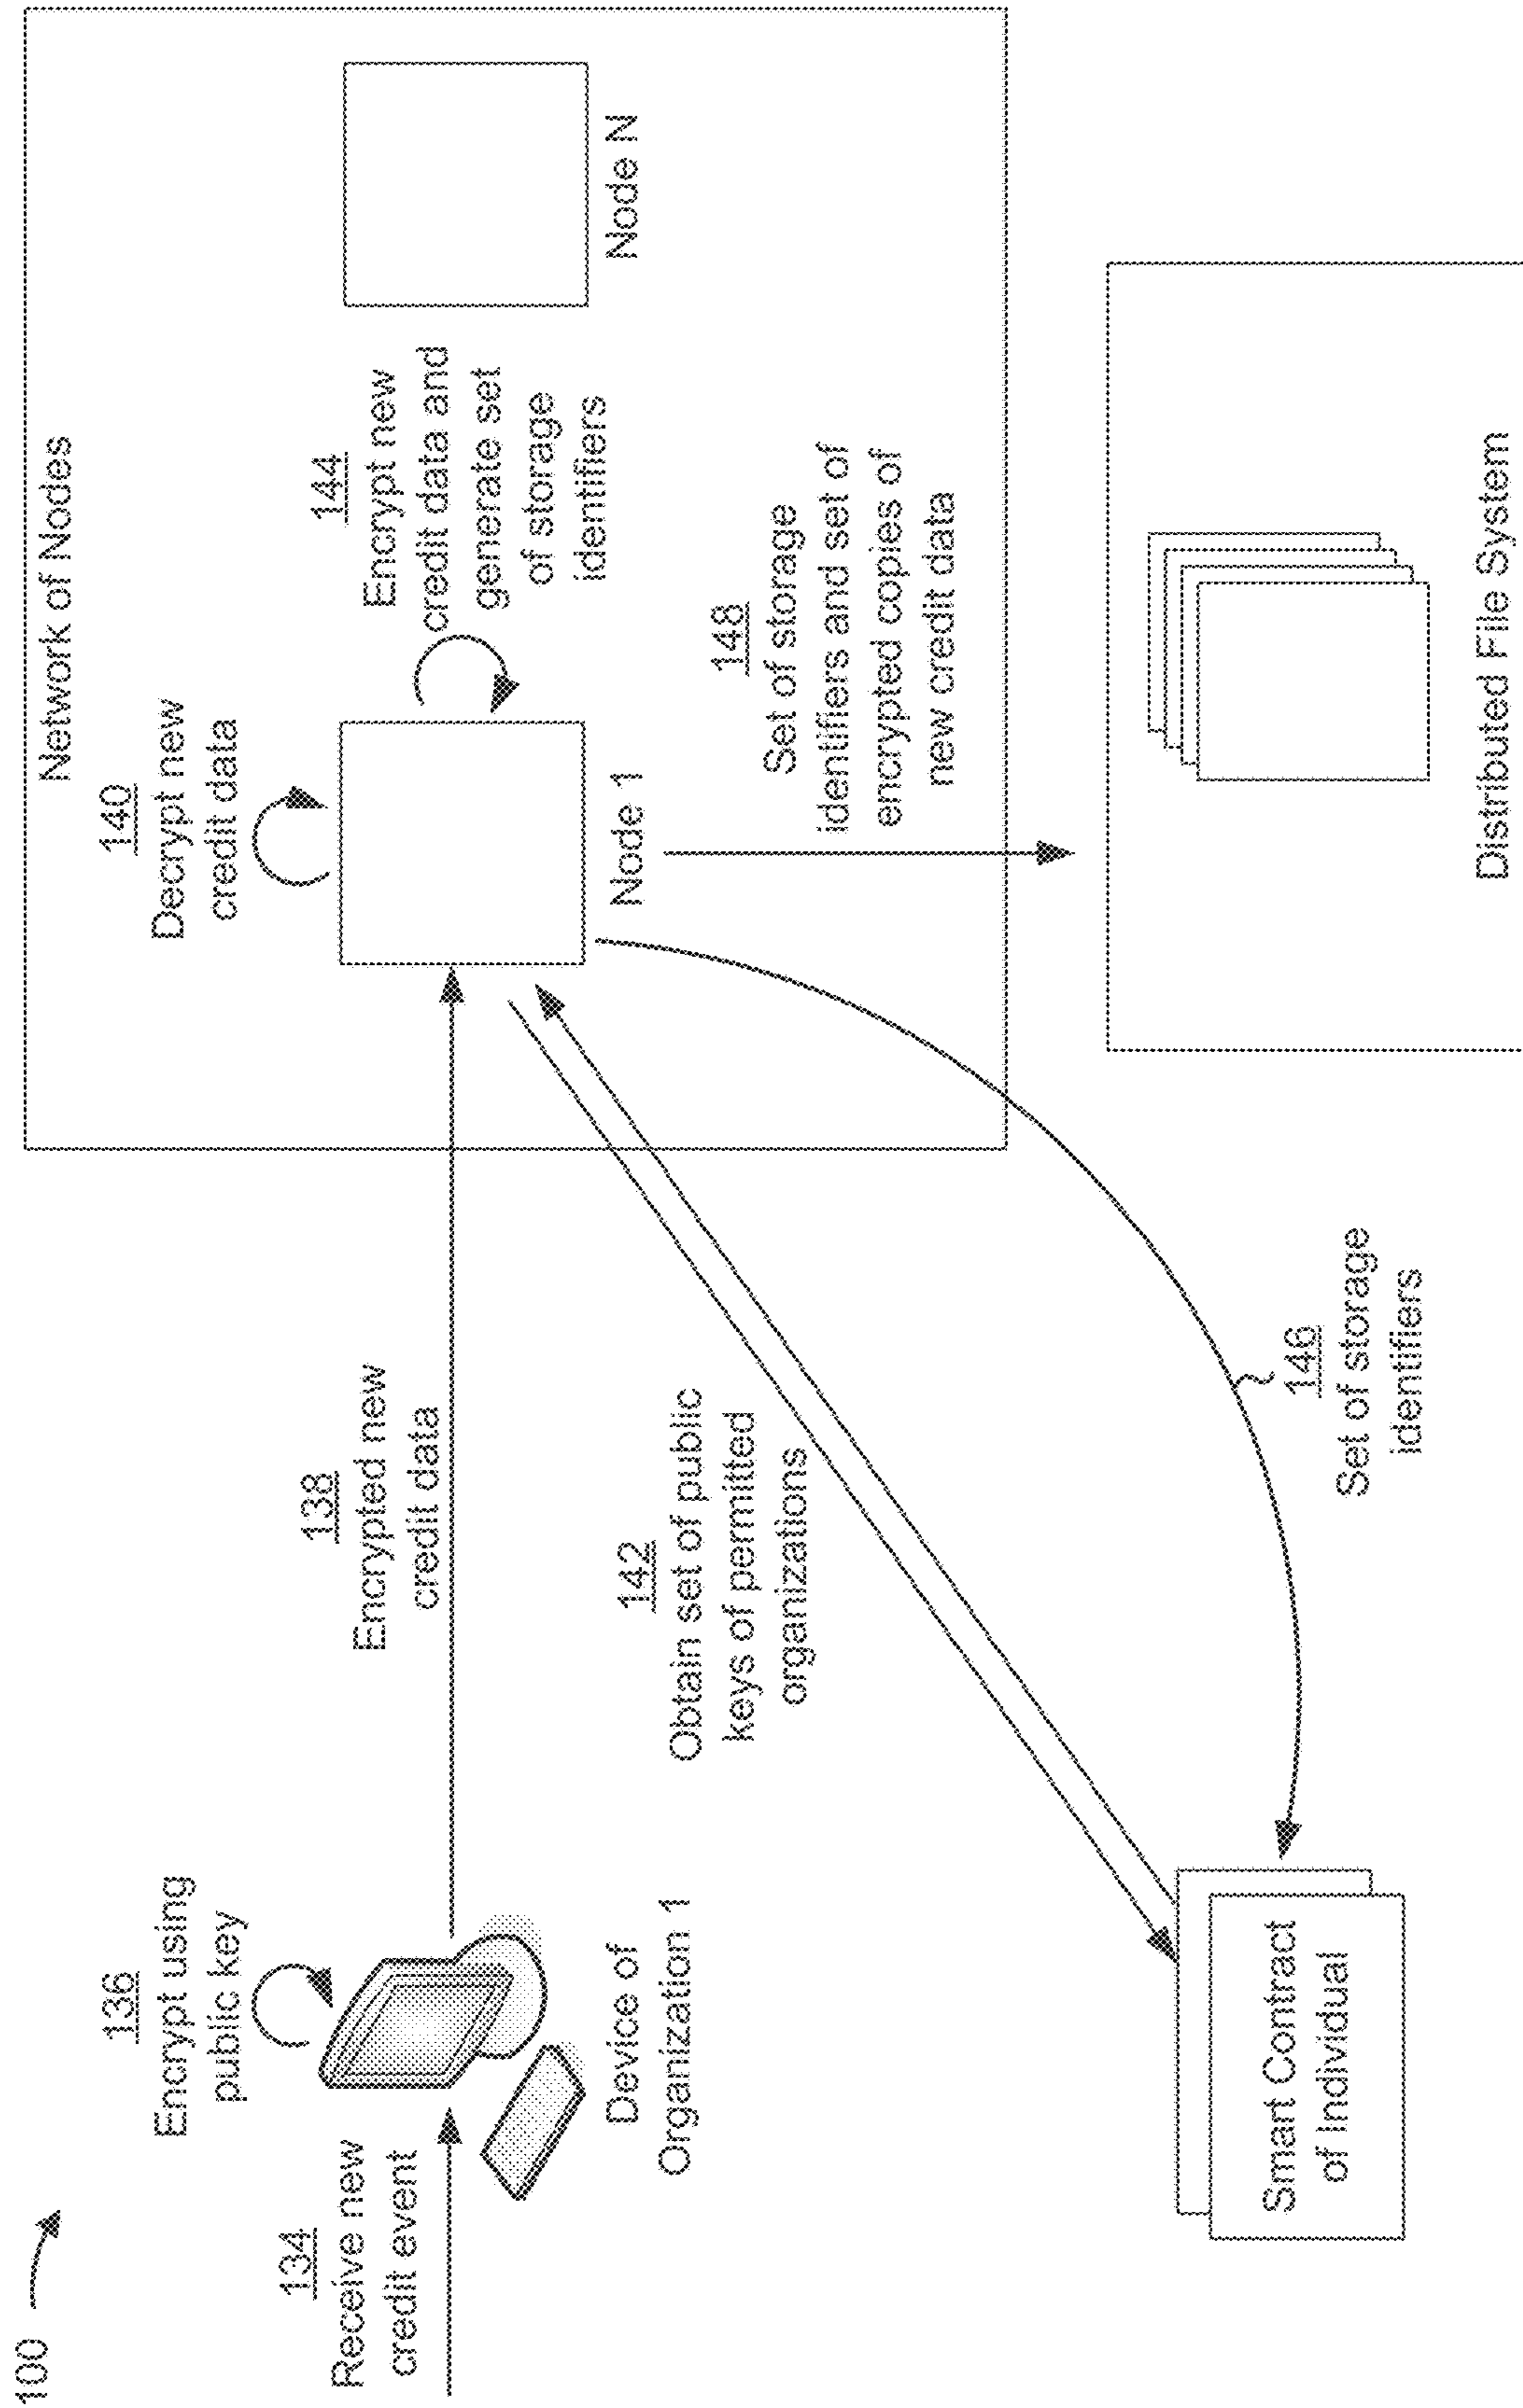 100
134
Receive new
credit event
136
Encrypt using
public key
Device of
Organization 1
138
Encrypted new
credit data
Network of Nodes
140
Decrypt new
credit data
Node 1
142
Obtain set of public
keys of permitted
organizations
144
Encrypt new
credit data and
generate set
of storage
identifiers
Node N
146
Set of storage
identifiers
148
Set of storage
identifiers and set of
encrypted copies of
new credit data
Smart Contract
of Individual
Distributed File System